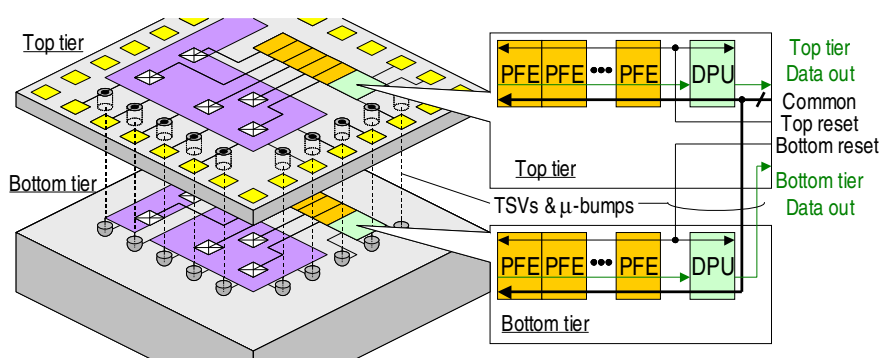 Top tier
Bottom tier
PFE PFE ••• PFE DPU
Top tier
Data out
Common
Top reset
Bottom reset
Top tier
Bottom tier
Data out
TSVs & μ-bumps
PFE PFE ••• PFE DPU
Bottom tier